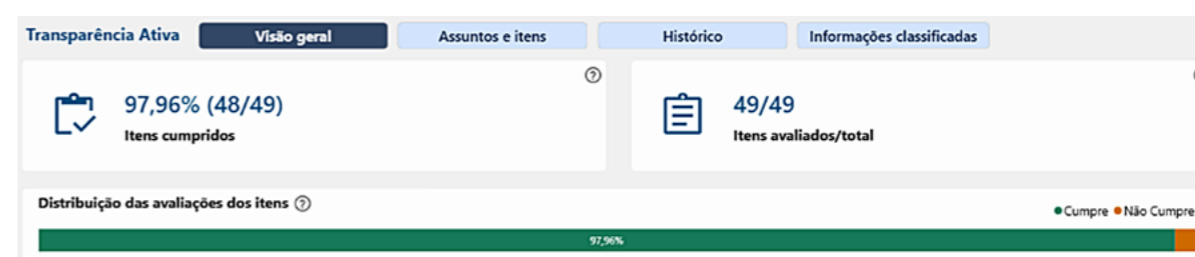 Transparência Ativa Visão geral Assuntos e itens Histórico Informações classificadas
97,96% (48/49)
Itens cumpridos
49/49
Itens avaliados/total
Distribuição das avaliações dos itens
Cumpre Não Cumpre
97,96%